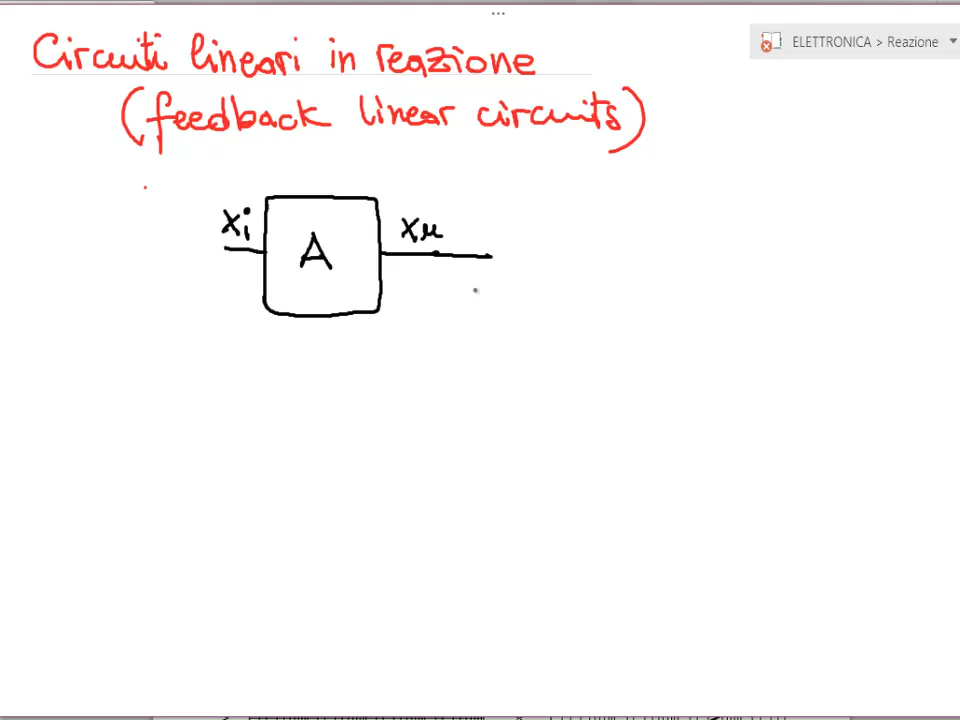 Circuiti lineari in reazione
ELETTRONICA > Reazione
(feedback linear circuits)
xi
A
xu